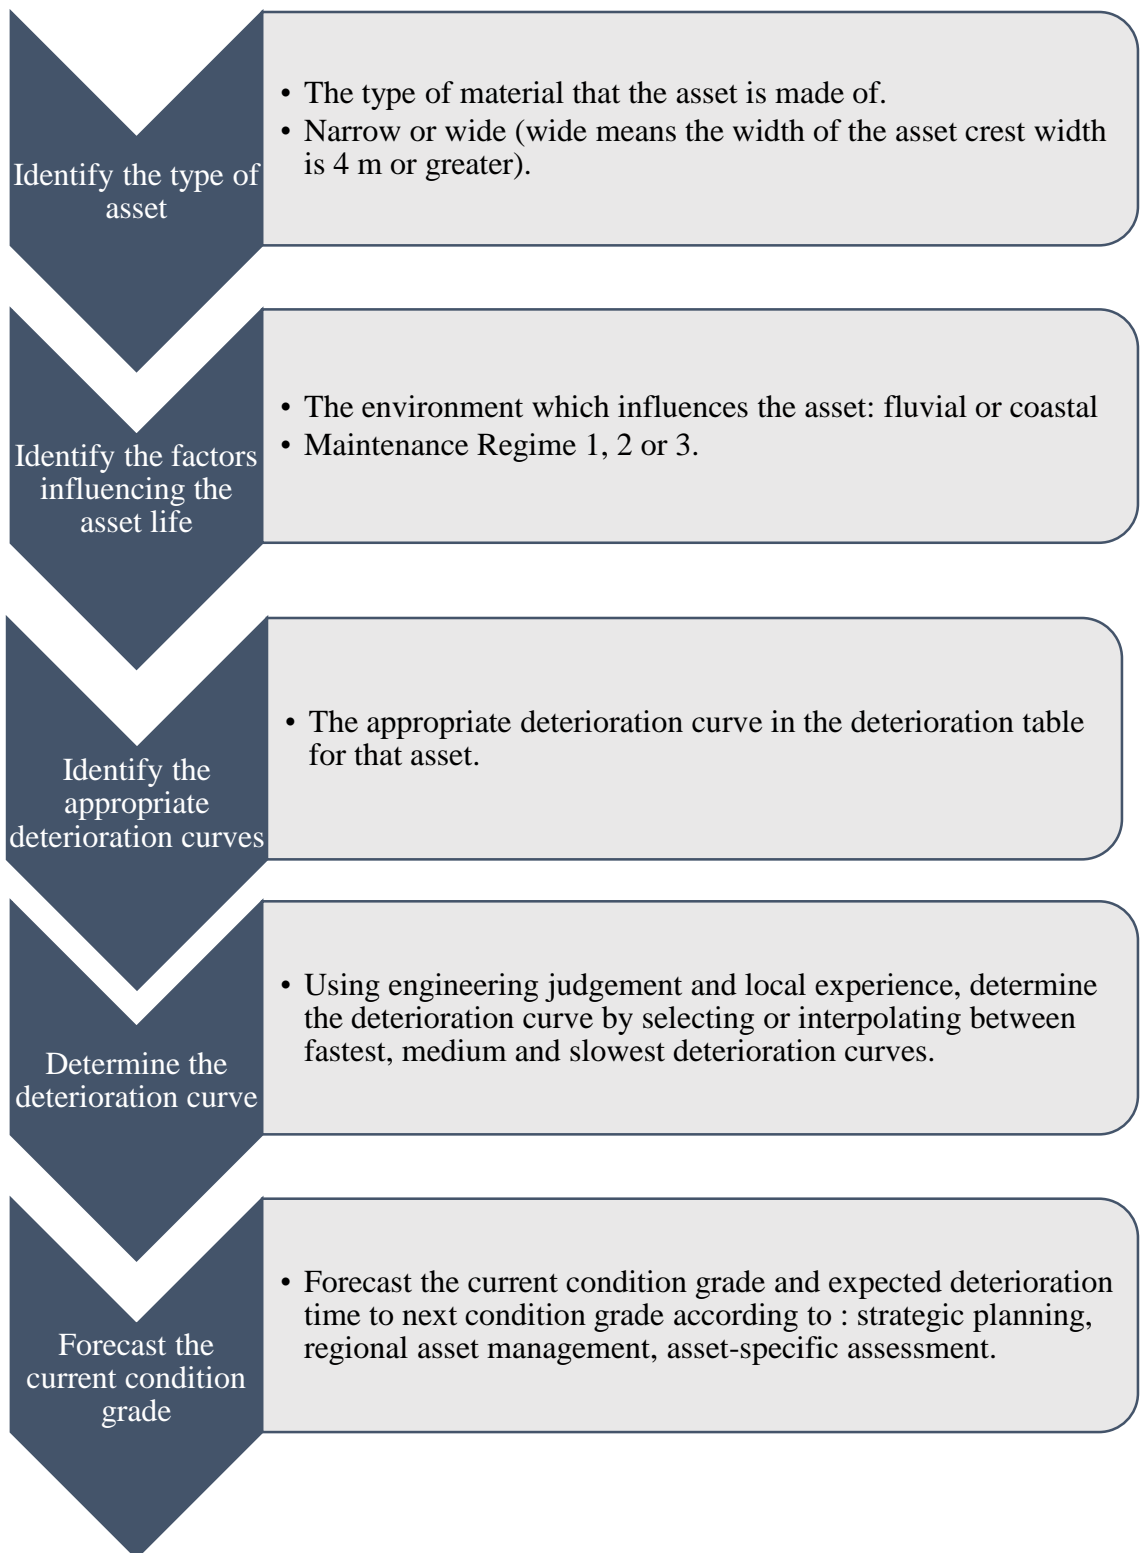 Identify the type of
asset
• The type of material that the asset is made of.
• Narrow or wide (wide means the width of the asset crest width
is 4 m or greater).
Identify the factors
influencing the
asset life
• The environment which influences the asset: fluvial or coastal
• Maintenance Regime 1, 2 or 3.
Identify the
appropriate
deterioration curves
• The appropriate deterioration curve in the deterioration table
for that asset.
Determine the
deterioration curve
• Using engineering judgement and local experience, determine
the deterioration curve by selecting or interpolating between
fastest, medium and slowest deterioration curves.
Forecast the
current condition
grade
• Forecast the current condition grade and expected deterioration
time to next condition grade according to : strategic planning,
regional asset management, asset-specific assessment.